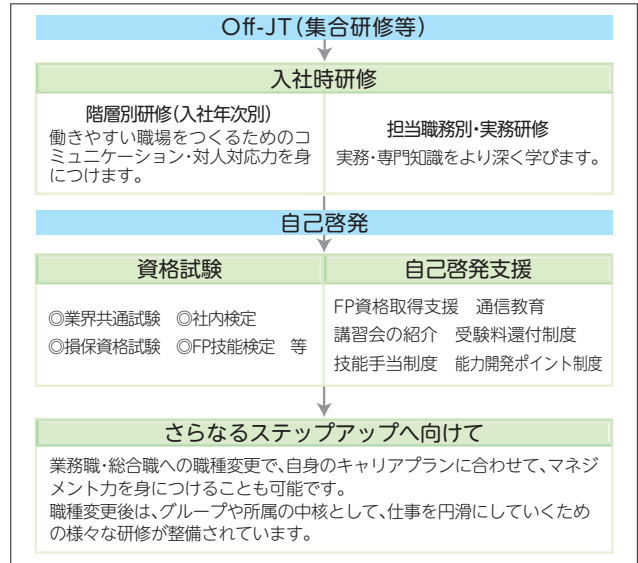 Off-JT(集合研修等)
入社時研修
階層別研修(入社年次別)
働きやすい職場をつくるためのコ
ミュニケーション・対人対応力を身
につけます。
担当職務別・実務研修
実務・専門知識をより深く学びます。
自己啓発
資格試験
◎業界共通試験 ◎社内検定
◎損保資格試験 ◎FP技能検定 等
自己啓発支援
FP資格取得支援 通信教育
講習会の紹介 受験料還付制度
技能手当制度 能力開発ポイント制度
さらなるステップアップへ向けて
業務職・総合職への職種変更で、自身のキャリアプランに合わせて、マネジ
メント力を身につけることも可能です。
職種変更後は、グループや所属の中核として、仕事を円滑にしていくため
の様々な研修が整備されています。